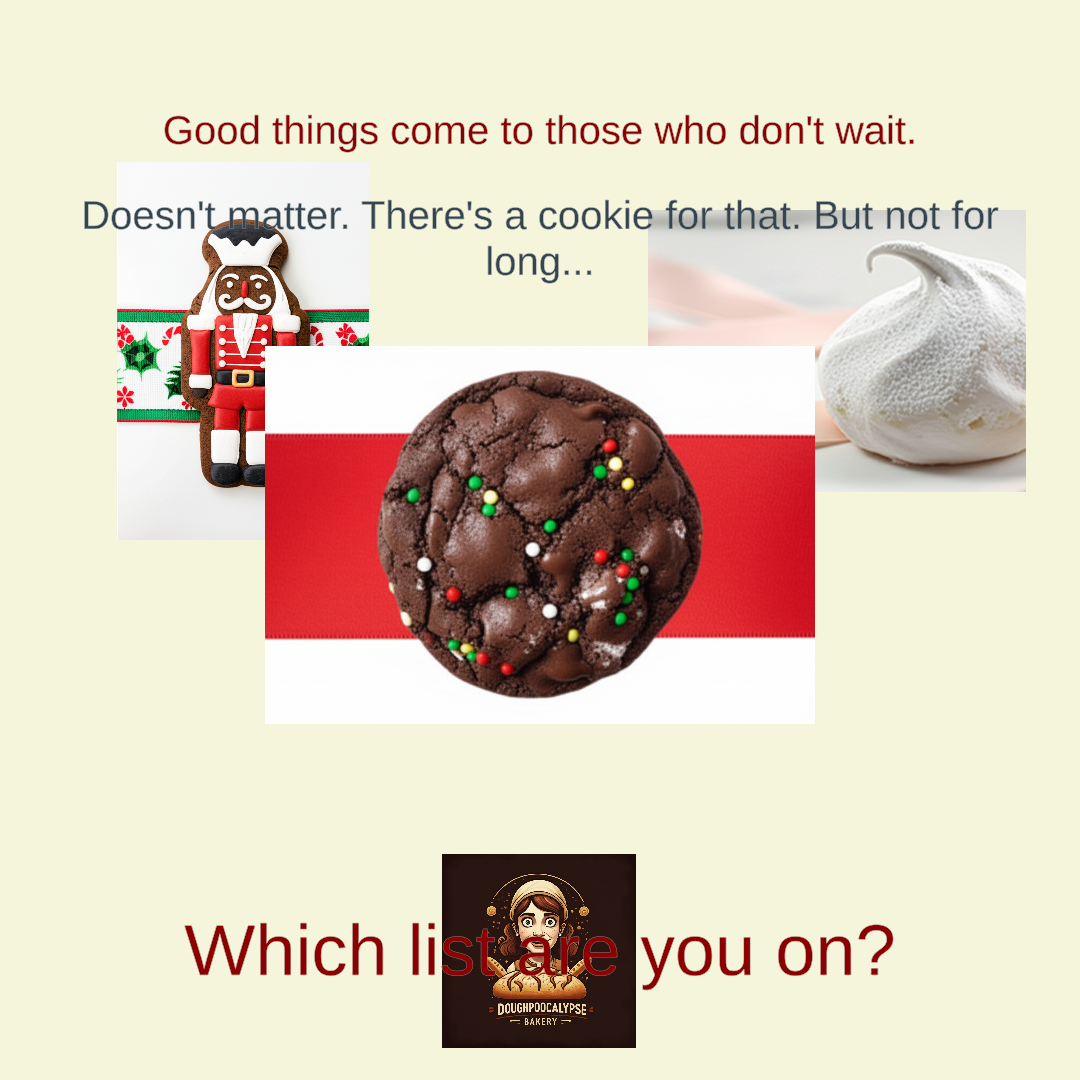 Good things come to those who don't wait.
Doesn't matter. There's a cookie for that. But not for
long...
Which list are you on?
DOUGHPOOCALYPSE
BAKERY